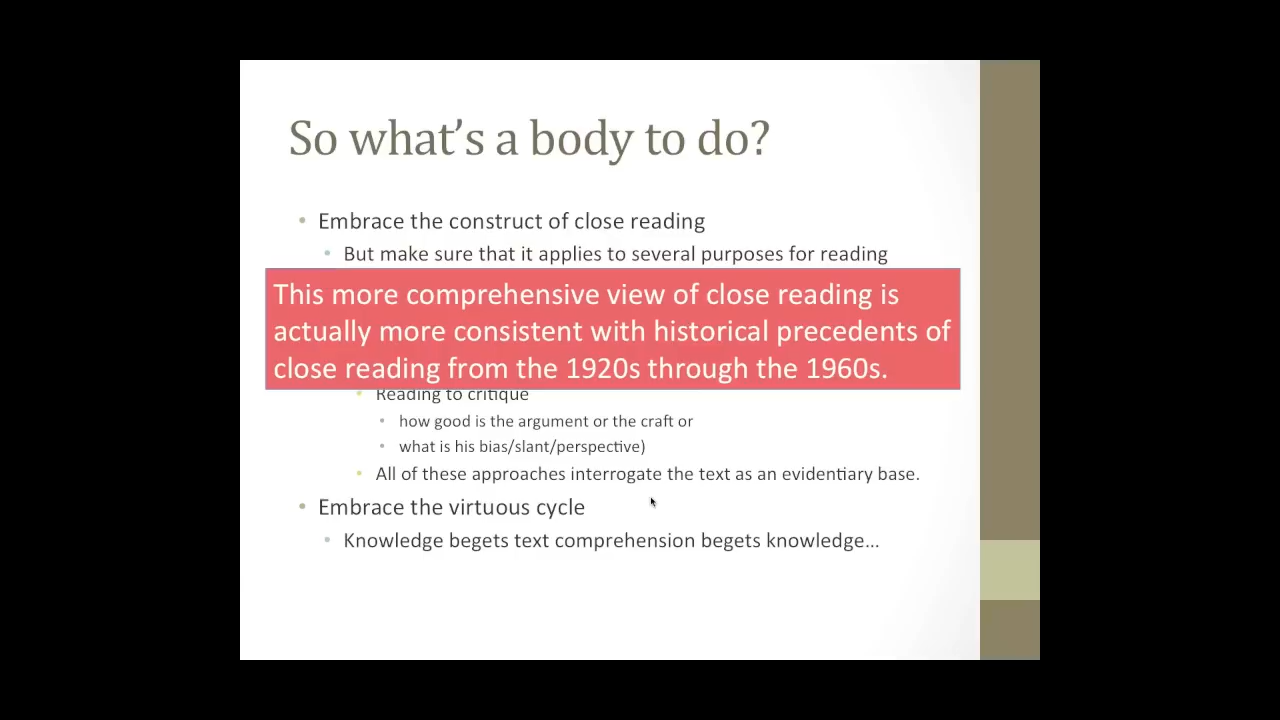 So what's a body to do?
• Embrace the construct of close reading
• But make sure that it applies to several purposes for reading
This more comprehensive view of close reading is
actually more consistent with historical precedents of
close reading from the 1920s through the 1960s.
• Reading to critique
• how good is the argument or the craft or
• what is his bias/slant/perspective)
• All of these approaches interrogate the text as an evidentiary base.
• Embrace the virtuous cycle
• Knowledge begets text comprehension begets knowledge…